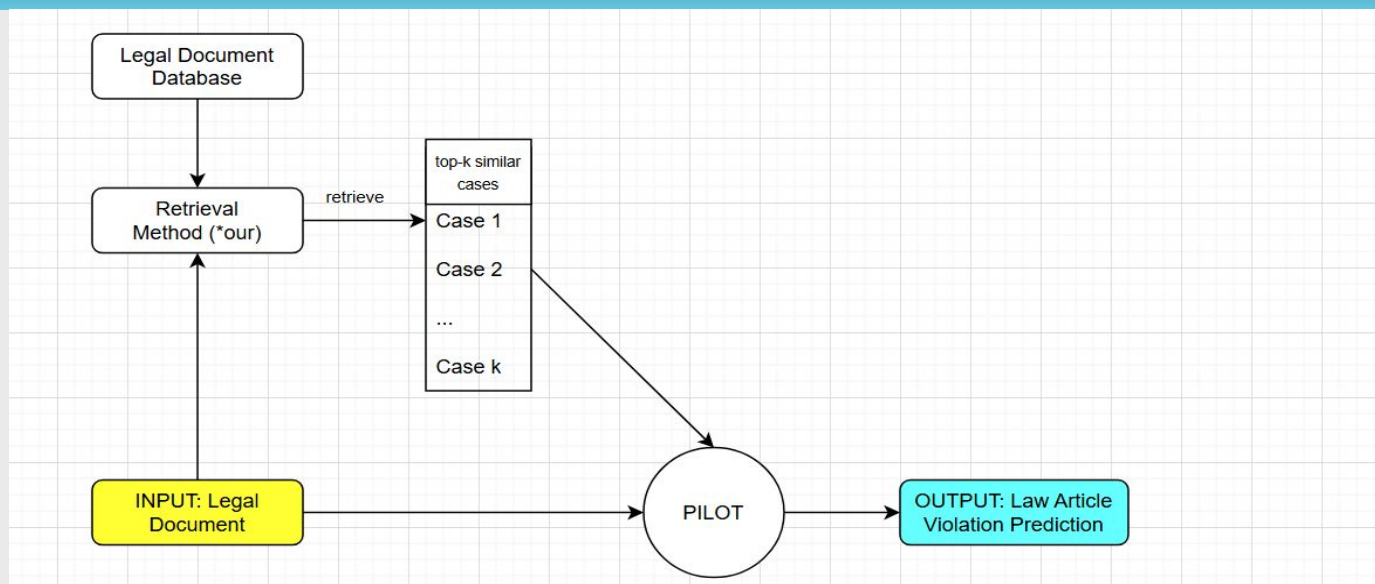 Legal Document
Database
Retrieval
Method (*our)
retrieve
top-k similar
cases
Case 1
Case 2
...
Case k
INPUT: Legal
Document
PILOT
OUTPUT: Law Article
Violation Prediction